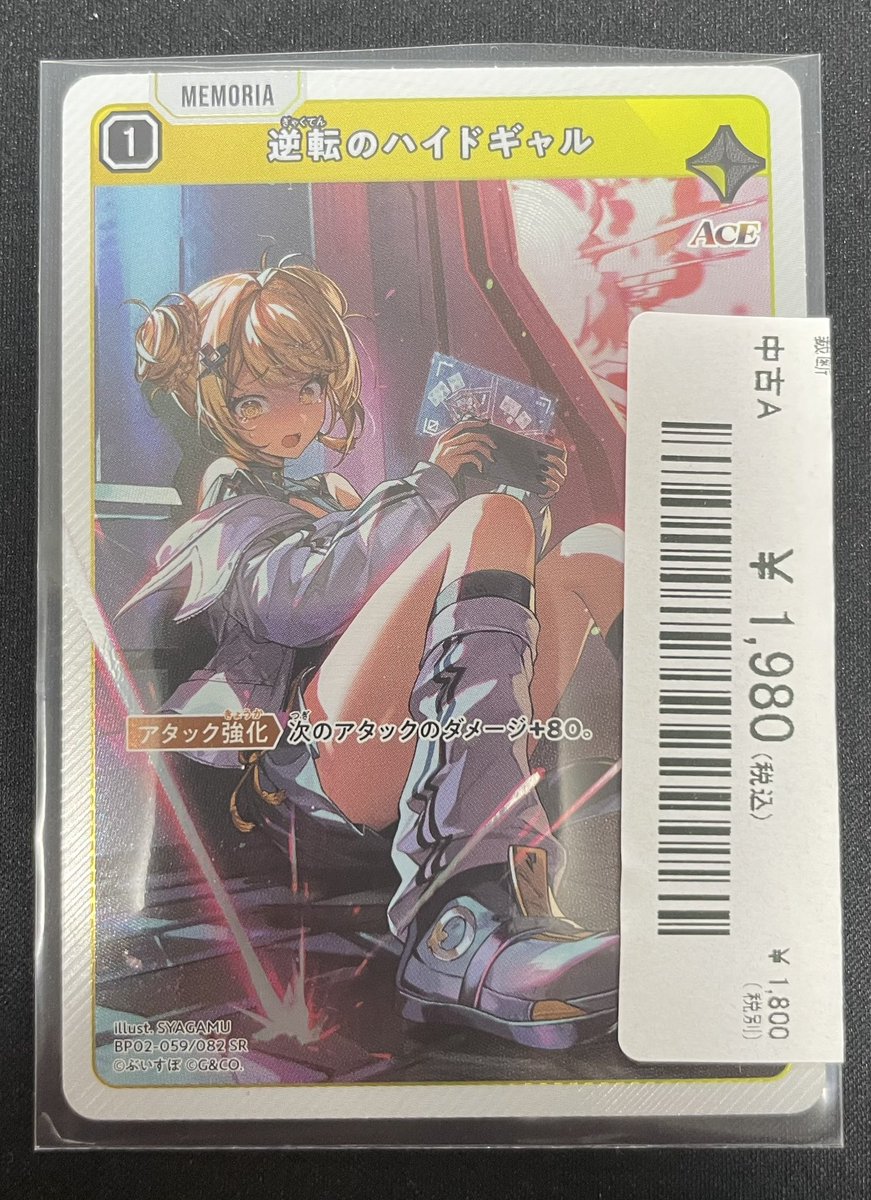 MEMORIA
1
ぎゃくてん
逆転のハイドギャル
ACE
きょうか
アタック強化
つぎ
次のアタックのダメージ+80.
illust. SYAGAMU
BP02-059/082 SR
©ぶいすぽ ©G&CO.
中古A
¥ 1,980(税込)
¥ 1,800
(税別)